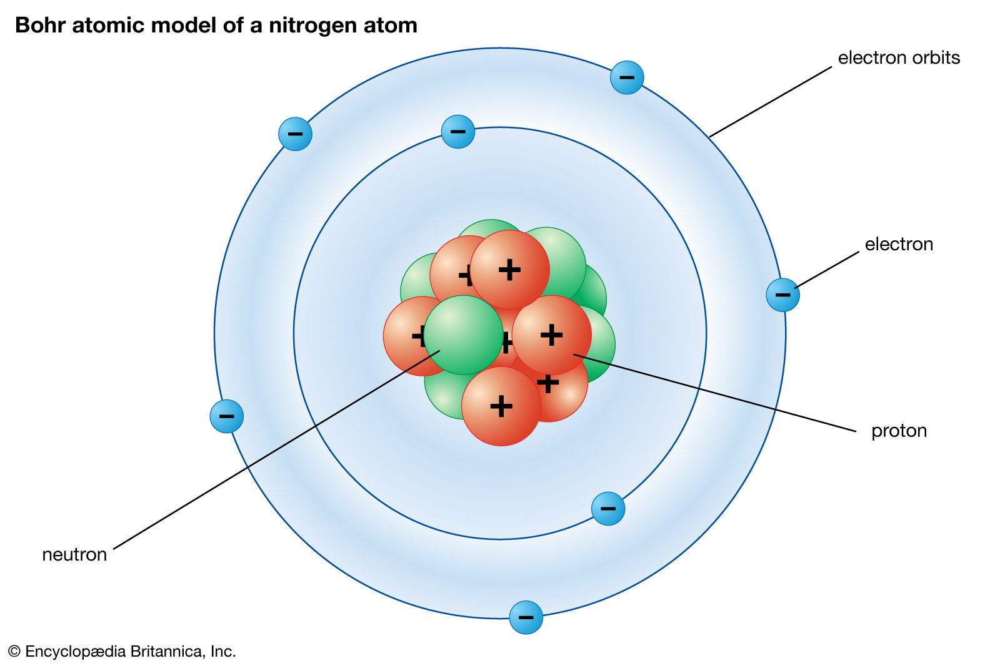 Bohr atomic model of a nitrogen atom
electron orbits
−
−
−
electron
−
+
+
+
+
+
+
+
−
proton
−
neutron
−
© Encyclopædia Britannica, Inc.